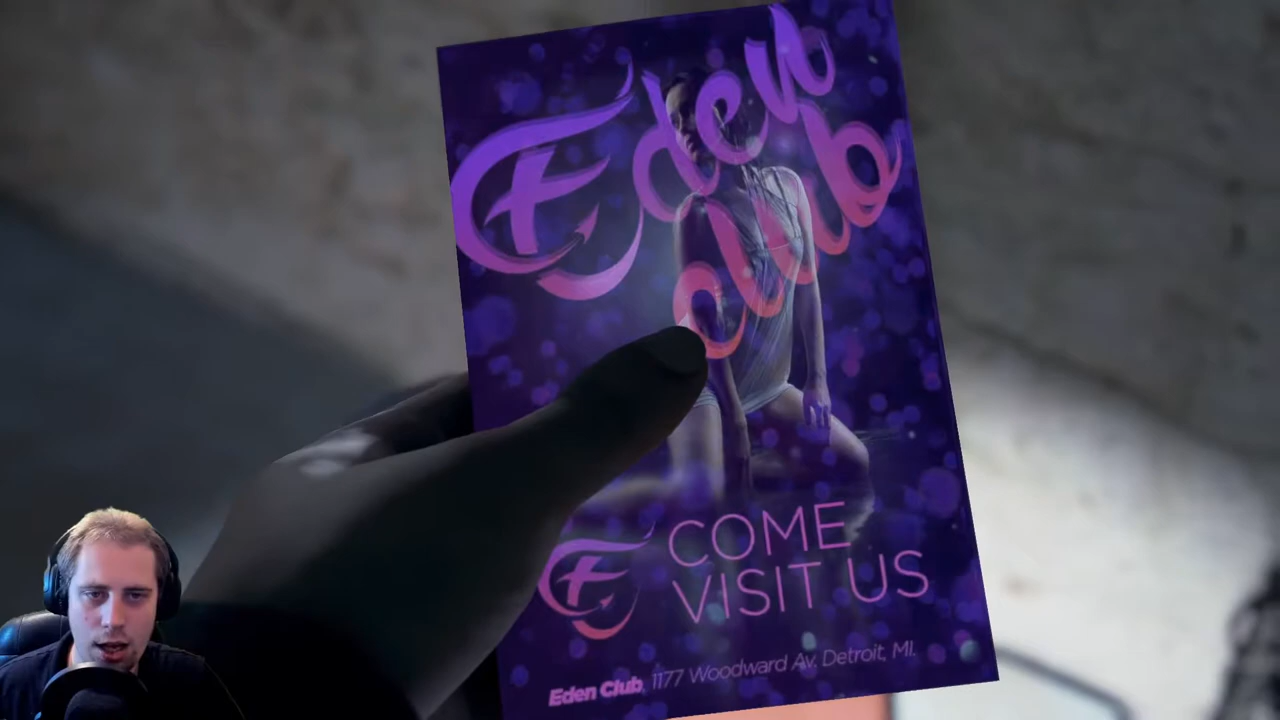 Eden
club
COME
VISIT US
Eden Club, 1177 Woodward Av. Detroit, MI.